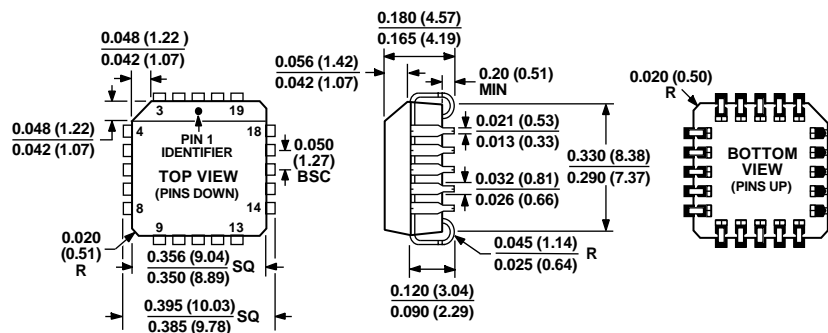 0.048 (1.22 )
0.042 (1.07)
0.048 (1.22)
0.042 (1.07)
3
19
4
18
PIN 1
IDENTIFIER
TOP VIEW
(PINS DOWN)
8
14
9
13
0.050
(1.27)
BSC
0.020
(0.51)
R
0.356 (9.04)
0.350 (8.89)
SQ
0.395 (10.03)
0.385 (9.78)
SQ
0.180 (4.57)
0.165 (4.19)
0.056 (1.42)
0.042 (1.07)
0.20 (0.51)
MIN
0.021 (0.53)
0.013 (0.33)
0.032 (0.81)
0.026 (0.66)
0.330 (8.38)
0.290 (7.37)
0.045 (1.14)
0.025 (0.64)
R
0.120 (3.04)
0.090 (2.29)
0.020 (0.50)
R
BOTTOM
VIEW
(PINS UP)